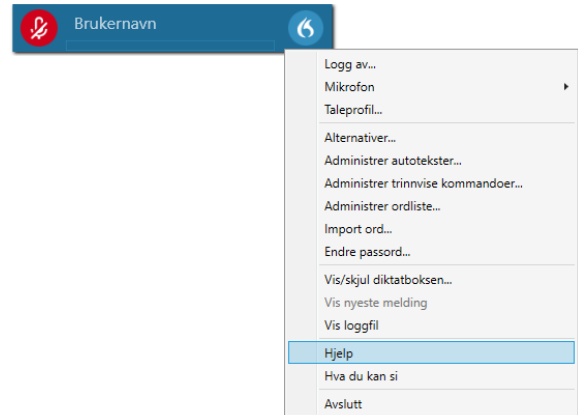 Brukernavn
Logg av...
Mikrofon
Taleprofil...
Alternativer...
Administrer autotekster...
Administrer trinnvise kommandoer...
Administrer ordliste...
Import ord...
Endre passord...
Vis/skjul diktatboksen...
Vis nyeste melding
Vis loggfil
Hjelp
Hva du kan si
Avslutt